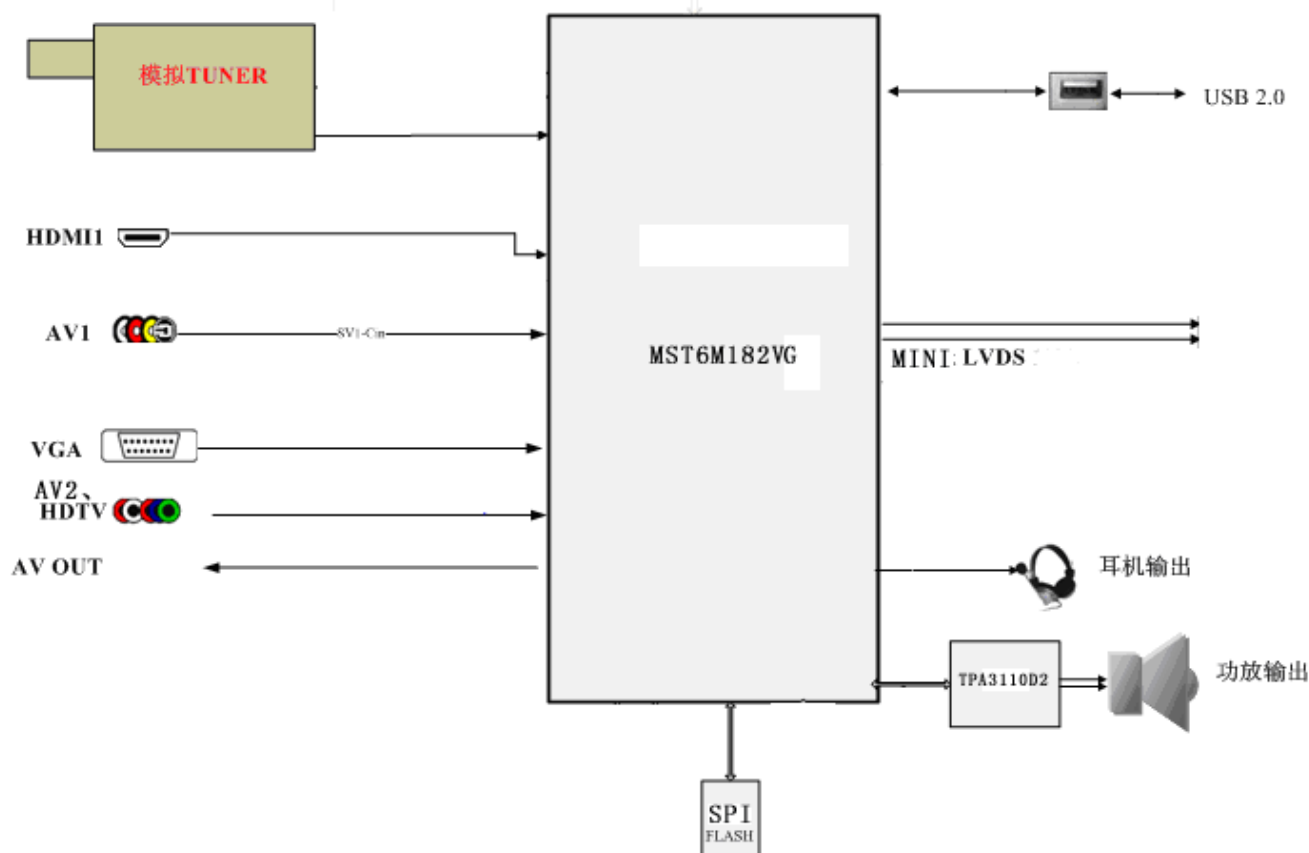 模拟TUNER
USB 2.0
HDMI1
AV1
SV1-Cin
MST6M182VG
MINI: LVDS
VGA
AV2、
HDTV
AV OUT
耳机输出
TPA3110D2
功放输出
SPI
FLASH